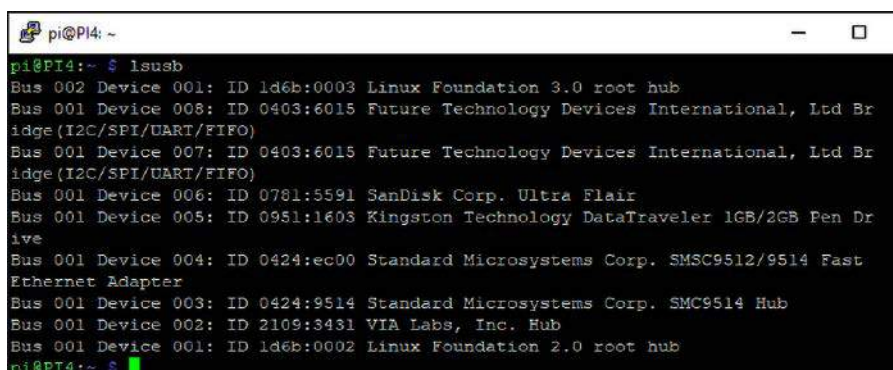 pi@PI4: ~
pi@PI4:~ $ lsusb
Bus 002 Device 001: ID 1d6b:0003 Linux Foundation 3.0 root hub
Bus 001 Device 008: ID 0403:6015 Future Technology Devices International, Ltd Br
idge(I2C/SPI/UART/FIFO)
Bus 001 Device 007: ID 0403:6015 Future Technology Devices International, Ltd Br
idge(I2C/SPI/UART/FIFO)
Bus 001 Device 006: ID 0781:5591 SanDisk Corp. Ultra Flair
Bus 001 Device 005: ID 0951:1603 Kingston Technology DataTraveler 1GB/2GB Pen Dr
ive
Bus 001 Device 004: ID 0424:ec00 Standard Microsystems Corp. SMSC9512/9514 Fast
Ethernet Adapter
Bus 001 Device 003: ID 0424:9514 Standard Microsystems Corp. SMC9514 Hub
Bus 001 Device 002: ID 2109:3431 VIA Labs, Inc. Hub
Bus 001 Device 001: ID 1d6b:0002 Linux Foundation 2.0 root hub
pi@PI4:~ $